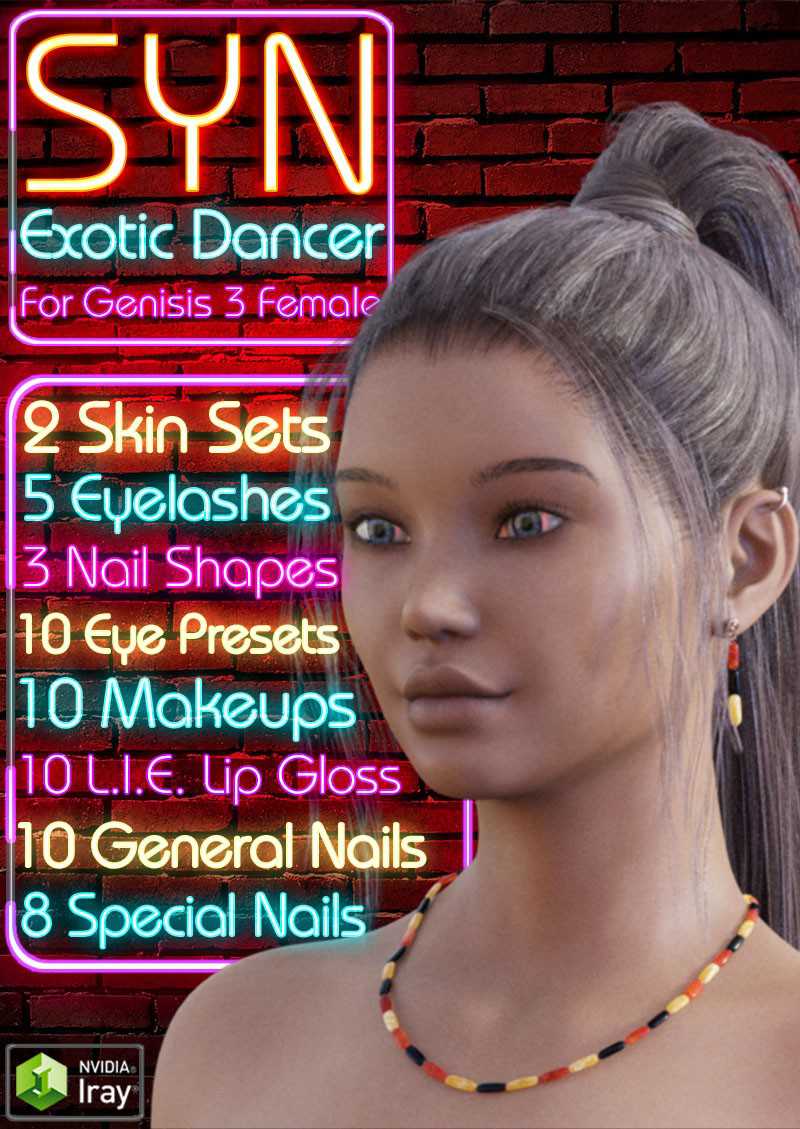 SYN
Exotic Dancer
For Genisis 3 Female
2 Skin Sets
5 Eyelashes
3 Nail Shapes
10 Eye Presets
10 Makeups
10 L.I.E. Lip Gloss
10 General Nails
8 Special Nails
NVIDIA®
Iray®